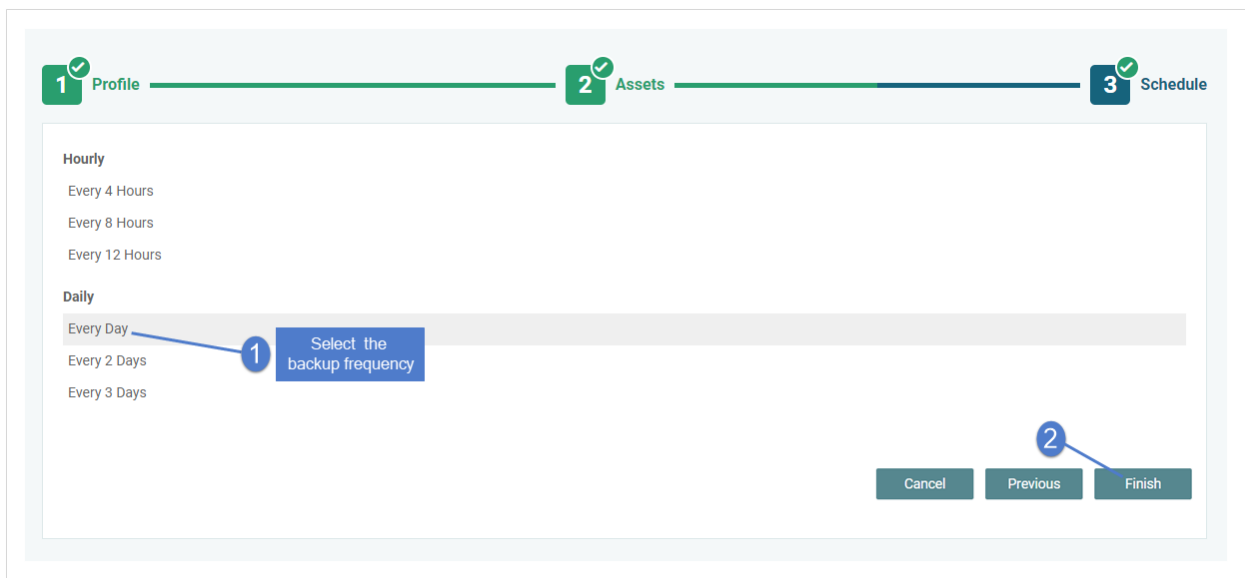 1 Profile
2 Assets
3 Schedule
Hourly
Every 4 Hours
Every 8 Hours
Every 12 Hours
Daily
Every Day
1
Select the
backup frequency
Every 2 Days
Every 3 Days
2
Cancel
Previous
Finish